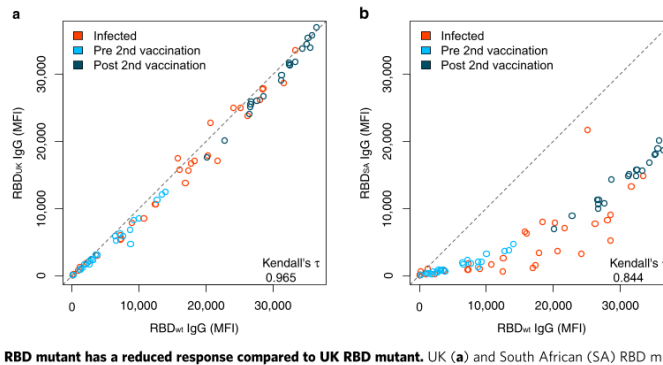 a
Infected
Pre 2nd vaccination
Post 2nd vaccination
RBDUK IgG (MFI)
30,000
20,000
10,000
0
Kendall's τ
0.965
0
10,000
20,000
30,000
RBDwt IgG (MFI)
b
Infected
Pre 2nd vaccination
Post 2nd vaccination
RBDSA IgG (MFI)
30,000
20,000
10,000
0
Kendall's
0.844
0
10,000
20,000
30,000
RBDwt IgG (MFI)
RBD mutant has a reduced response compared to UK RBD mutant. UK (a) and South African (SA) RBD m